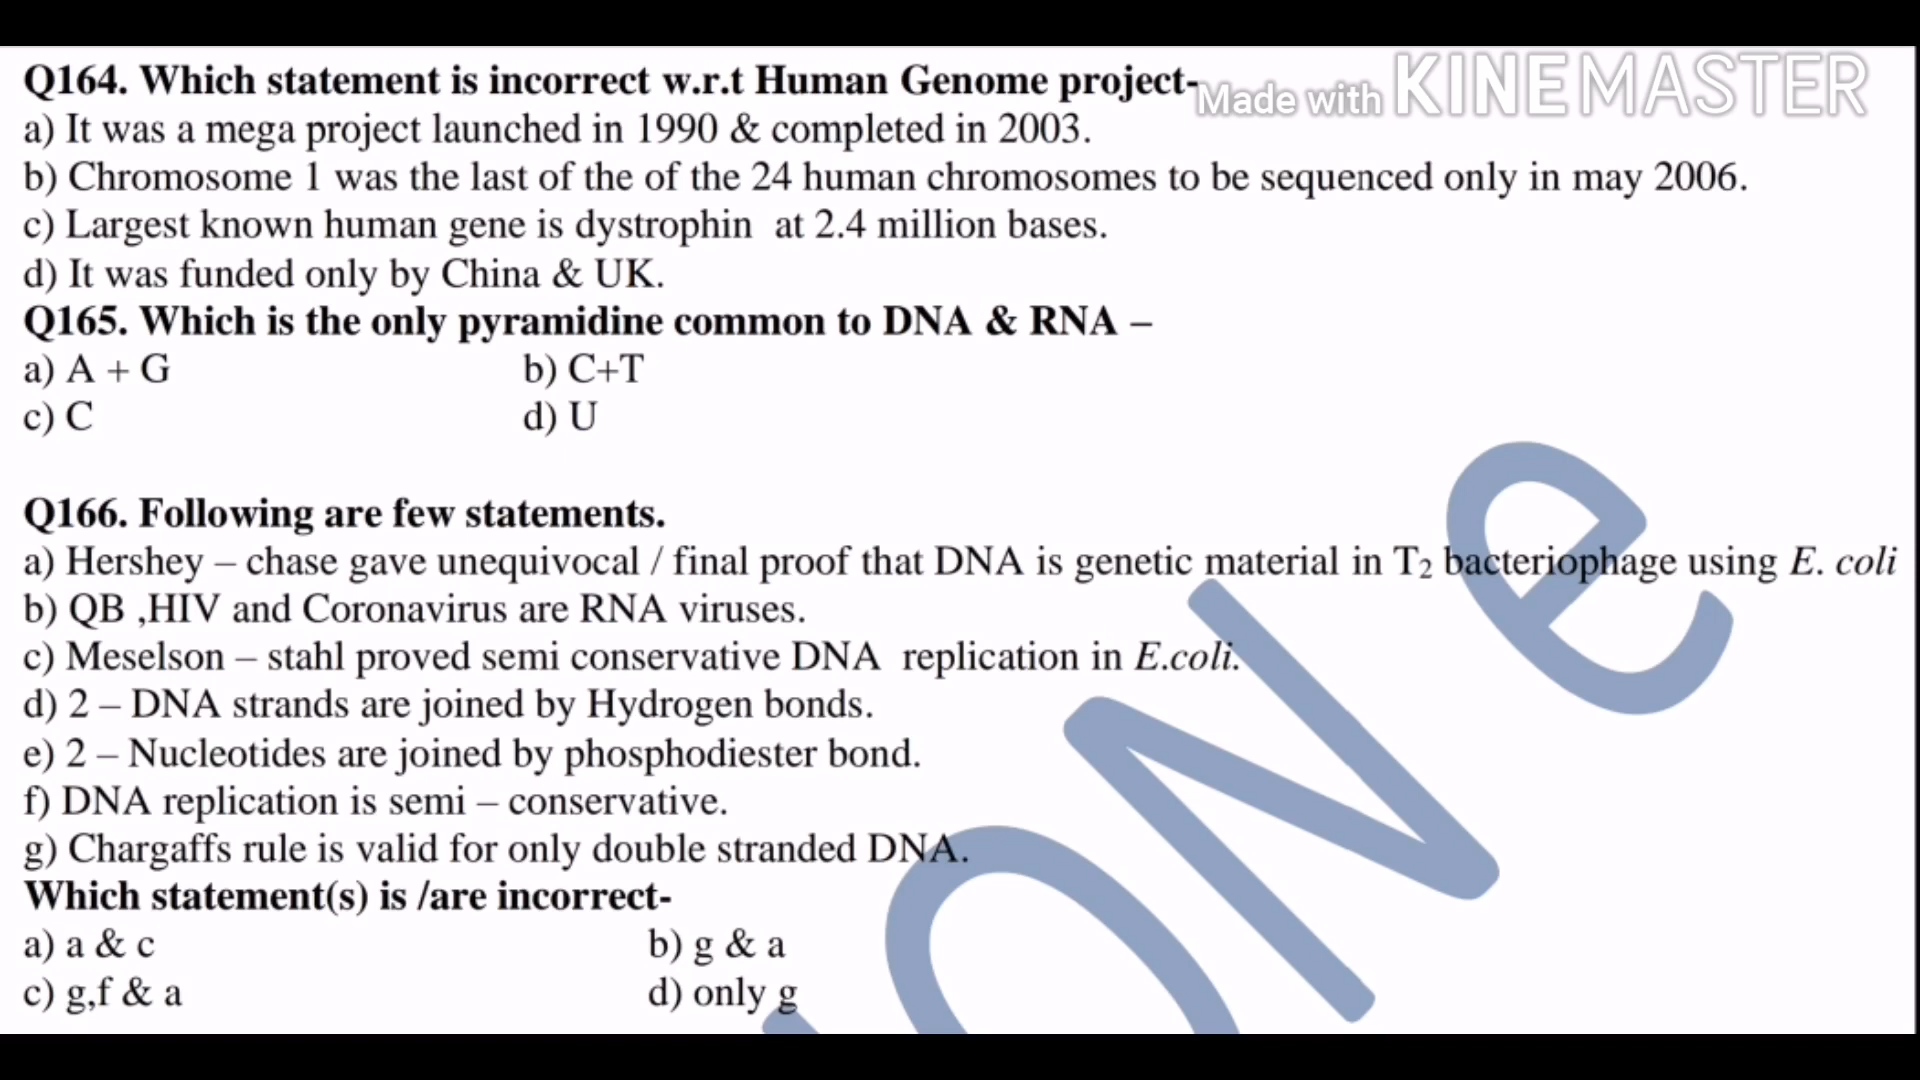 Q164. Which statement is incorrect w.r.t Human Genome project-
Made with KINEMASTER
a) It was a mega project launched in 1990 & completed in 2003.
b) Chromosome 1 was the last of the of the 24 human chromosomes to be sequenced only in may 2006.
c) Largest known human gene is dystrophin at 2.4 million bases.
d) It was funded only by China & UK.
Q165. Which is the only pyramidine common to DNA & RNA –
a) A + G b) C+T
c) C d) U
Q166. Following are few statements.
a) Hershey – chase gave unequivocal / final proof that DNA is genetic material in T₂ bacteriophage using E. coli
b) QB ,HIV and Coronavirus are RNA viruses.
c) Meselson – stahl proved semi conservative DNA replication in E.coli.
d) 2 – DNA strands are joined by Hydrogen bonds.
e) 2 – Nucleotides are joined by phosphodiester bond.
f) DNA replication is semi – conservative.
g) Chargaffs rule is valid for only double stranded DNA.
Which statement(s) is /are incorrect-
a) a & c b) g & a
c) g,f & a d) only g